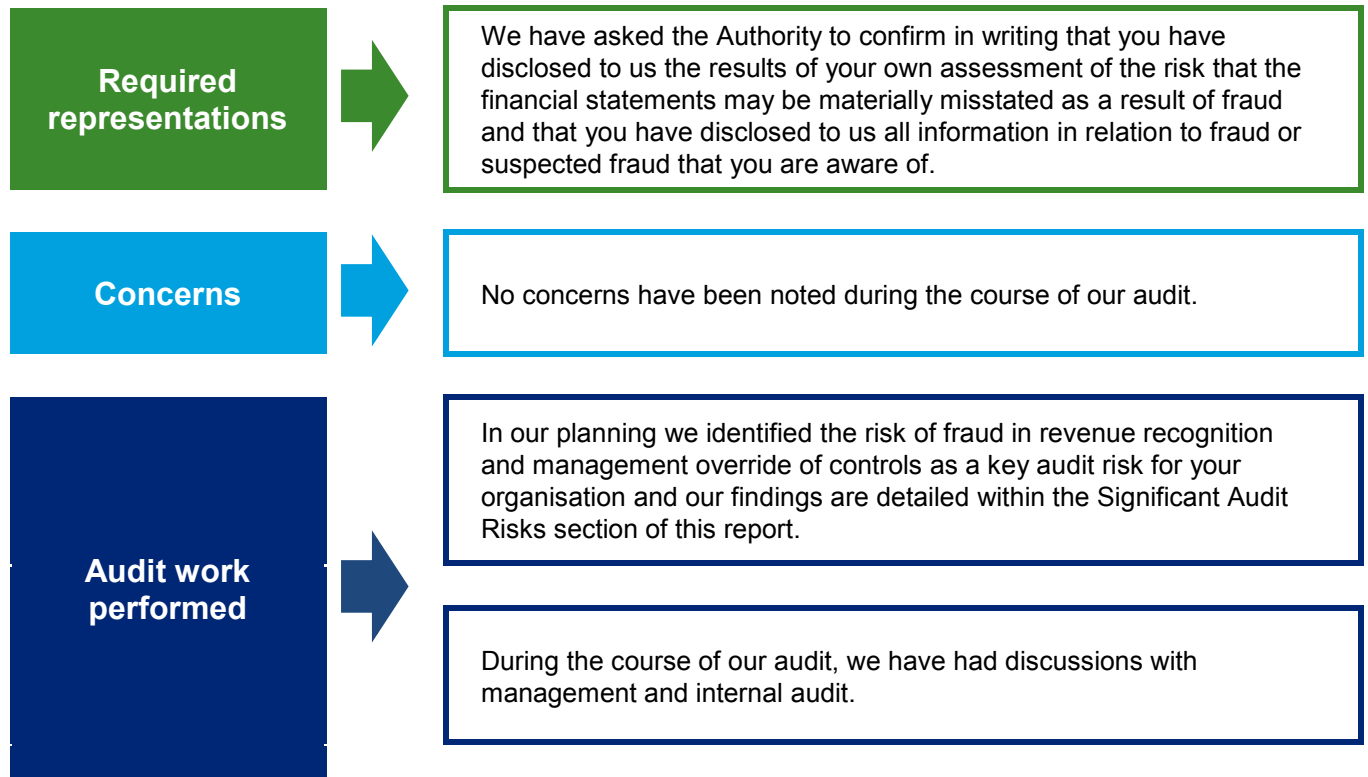 Required
representations
We have asked the Authority to confirm in writing that you have
disclosed to us the results of your own assessment of the risk that the
financial statements may be materially misstated as a result of fraud
and that you have disclosed to us all information in relation to fraud or
suspected fraud that you are aware of.
Concerns
No concerns have been noted during the course of our audit.
Audit work
performed
In our planning we identified the risk of fraud in revenue recognition
and management override of controls as a key audit risk for your
organisation and our findings are detailed within the Significant Audit
Risks section of this report.
During the course of our audit, we have had discussions with
management and internal audit.